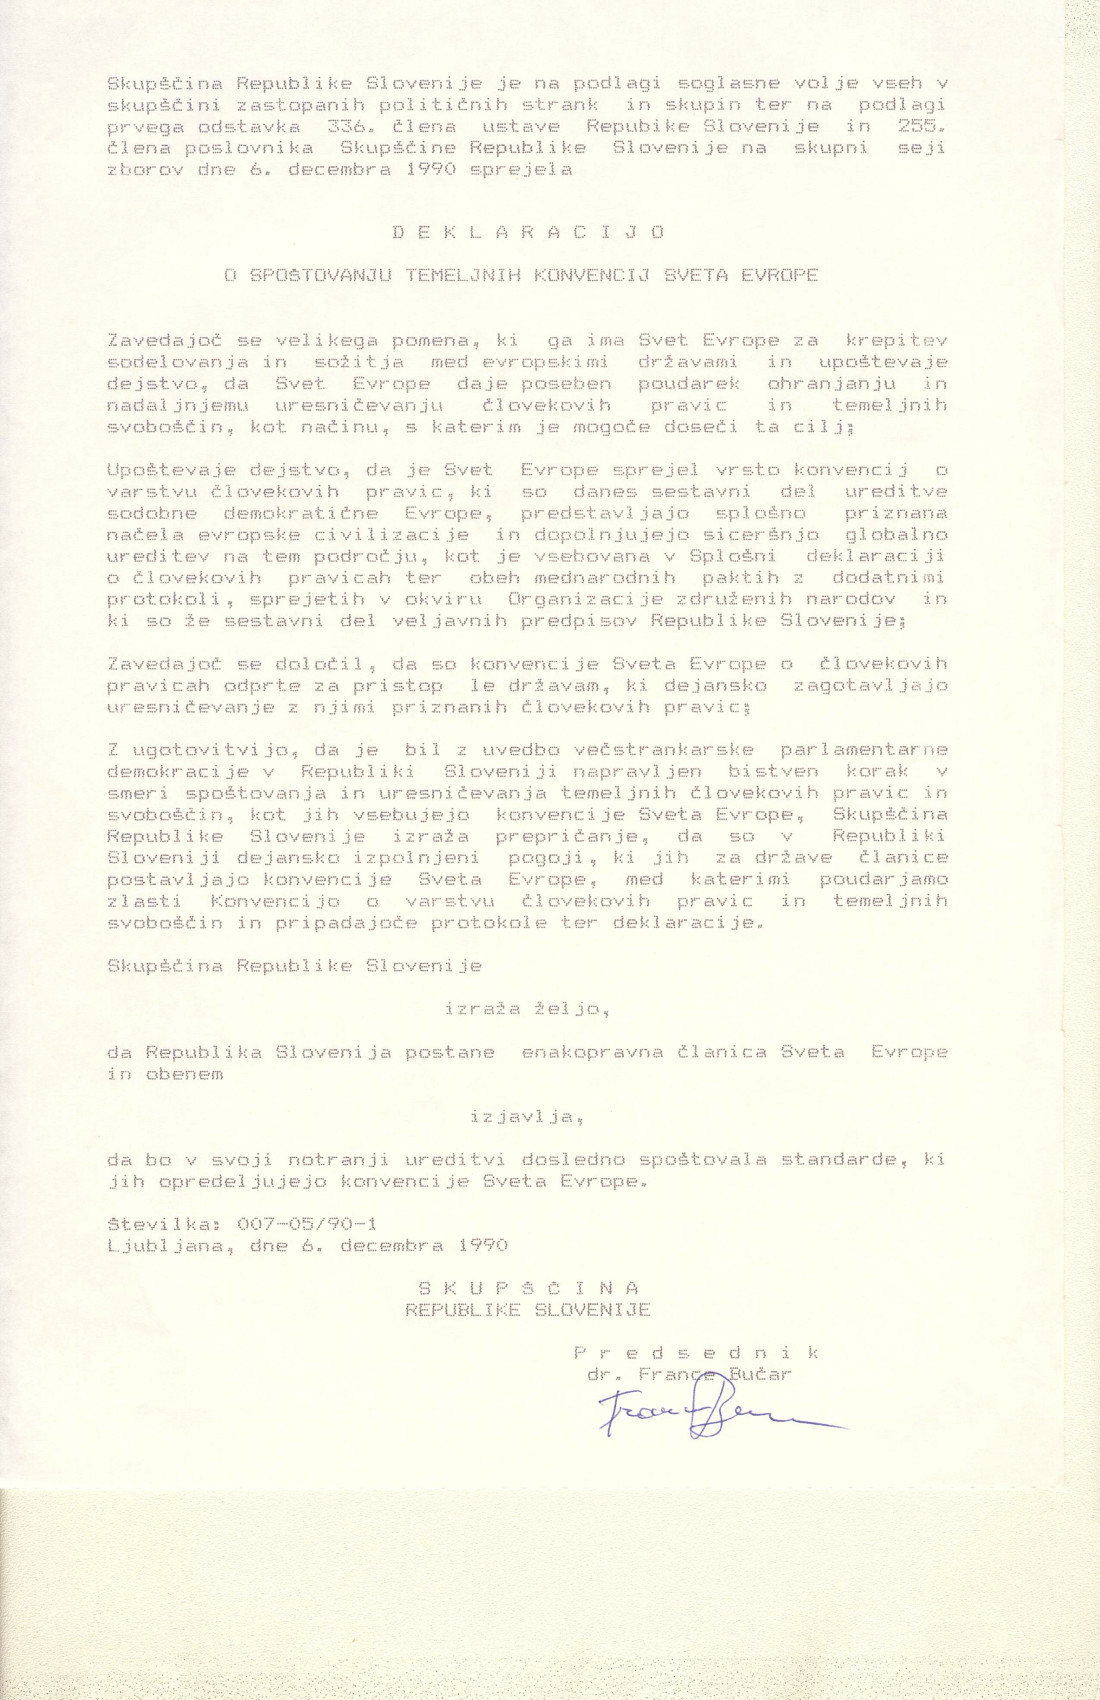 Skupščina Republike Slovenije je na podlagi soglasne volje vseh v
skupščini zastopanih političnih strank in skupin ter na podlagi
prvega odstavka 336. člena ustave Repubike Slovenije in 255.
člena poslovnika Skupščine Republike Slovenije na skupni seji
zborov dne 6. decembra 1990 sprejela
D E K L A R A C I J O
O SPOŠTOVANJU TEMELJNIH KONVENCIJ SVETA EVROPE
Zavedajoč se velikega pomena, ki ga ima Svet Evrope za krepitev
sodelovanja in sožitja med evropskimi državami in upoštevaje
dejstvo, da Svet Evrope daje poseben poudarek ohranjanju in
nadaljnjemu uresničevanju človekovih pravic in temeljnih
svoboščin, kot načinu, s katerim je mogoče doseči ta cilj;
Upoštevaje dejstvo, da je Svet Evrope sprejel vrsto konvencij o
varstvu človekovih pravic, ki so danes sestavni del ureditve
sodobne demokratične Evrope, predstavljajo splošno priznana
načela evropske civilizacije in dopolnjujejo siceršnjo globalno
ureditev na tem področju, kot je vsebovana v Splošni deklaraciji
o človekovih pravicah ter obeh mednarodnih paktih z dodatnimi
protokoli, sprejetih v okviru Organizacije združenih narodov in
ki so že sestavni del veljavnih predpisov Republike Slovenije;
Zavedajoč se določil, da so konvencije Sveta Evrope o človekovih
pravicah odprte za pristop le državam, ki dejansko zagotavljajo
uresničevanje z njimi priznanih človekovih pravic;
Z ugotovitvijo, da je bil z uvedbo večstrankarske parlamentarne
demokracije v Republiki Sloveniji napravljen bistven korak v
smeri spoštovanja in uresničevanja temeljnih človekovih pravic in
svoboščin, kot jih vsebujejo konvencije Sveta Evrope, Skupščina
Republike Slovenije izraža prepričanje, da so v Republiki
Sloveniji dejansko izpolnjeni pogoji, ki jih za države članice
postavljajo konvencije Sveta Evrope, med katerimi poudarjamo
zlasti Konvencijo o varstvu človekovih pravic in temeljnih
svoboščin in pripadajoče protokole ter deklaracije.
Skupščina Republike Slovenije
izraža željo,
da Republika Slovenija postane enakopravna članica Sveta Evrope
in obenem
izjavlja,
da bo v svoji notranji ureditvi dosledno spoštovala standarde, ki
jih opredeljujejo konvencije Sveta Evrope.
Številka: 007-05/90-1
Ljubljana, dne 6. decembra 1990
S K U P Š Č I N A
REPUBLIKE SLOVENIJE
P r e d s e d n i k
dr. France Bučar